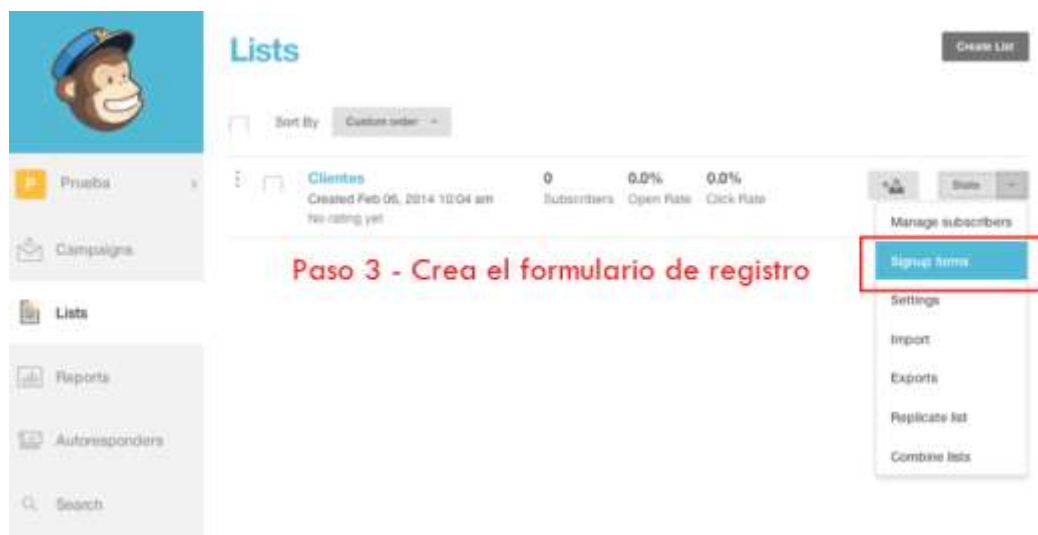 Lists
Create List
Sort By Custom order
P Prueba
Clientes 0 0.0% 0.0%
Created Feb 06, 2014 10:04 am Subscribers Open Rate Click Rate
No rating yet
Stats
Manage subscribers
Campaigns
Signup forms
Paso 3 - Crea el formulario de registro
Settings
Lists
Import
Reports
Exports
Replicate list
Autoresponders
Combine lists
Search